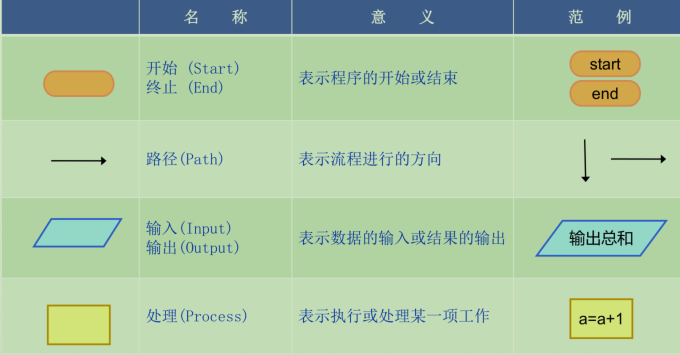 名 称 意 义 范 例
开始 (Start)
终止 (End)
表示程序的开始或结束
start
end
路径(Path)
表示流程进行的方向
输入(Input)
输出(Output)
表示数据的输入或结果的输出
输出总和
处理(Process)
表示执行或处理某一项工作
a=a+1